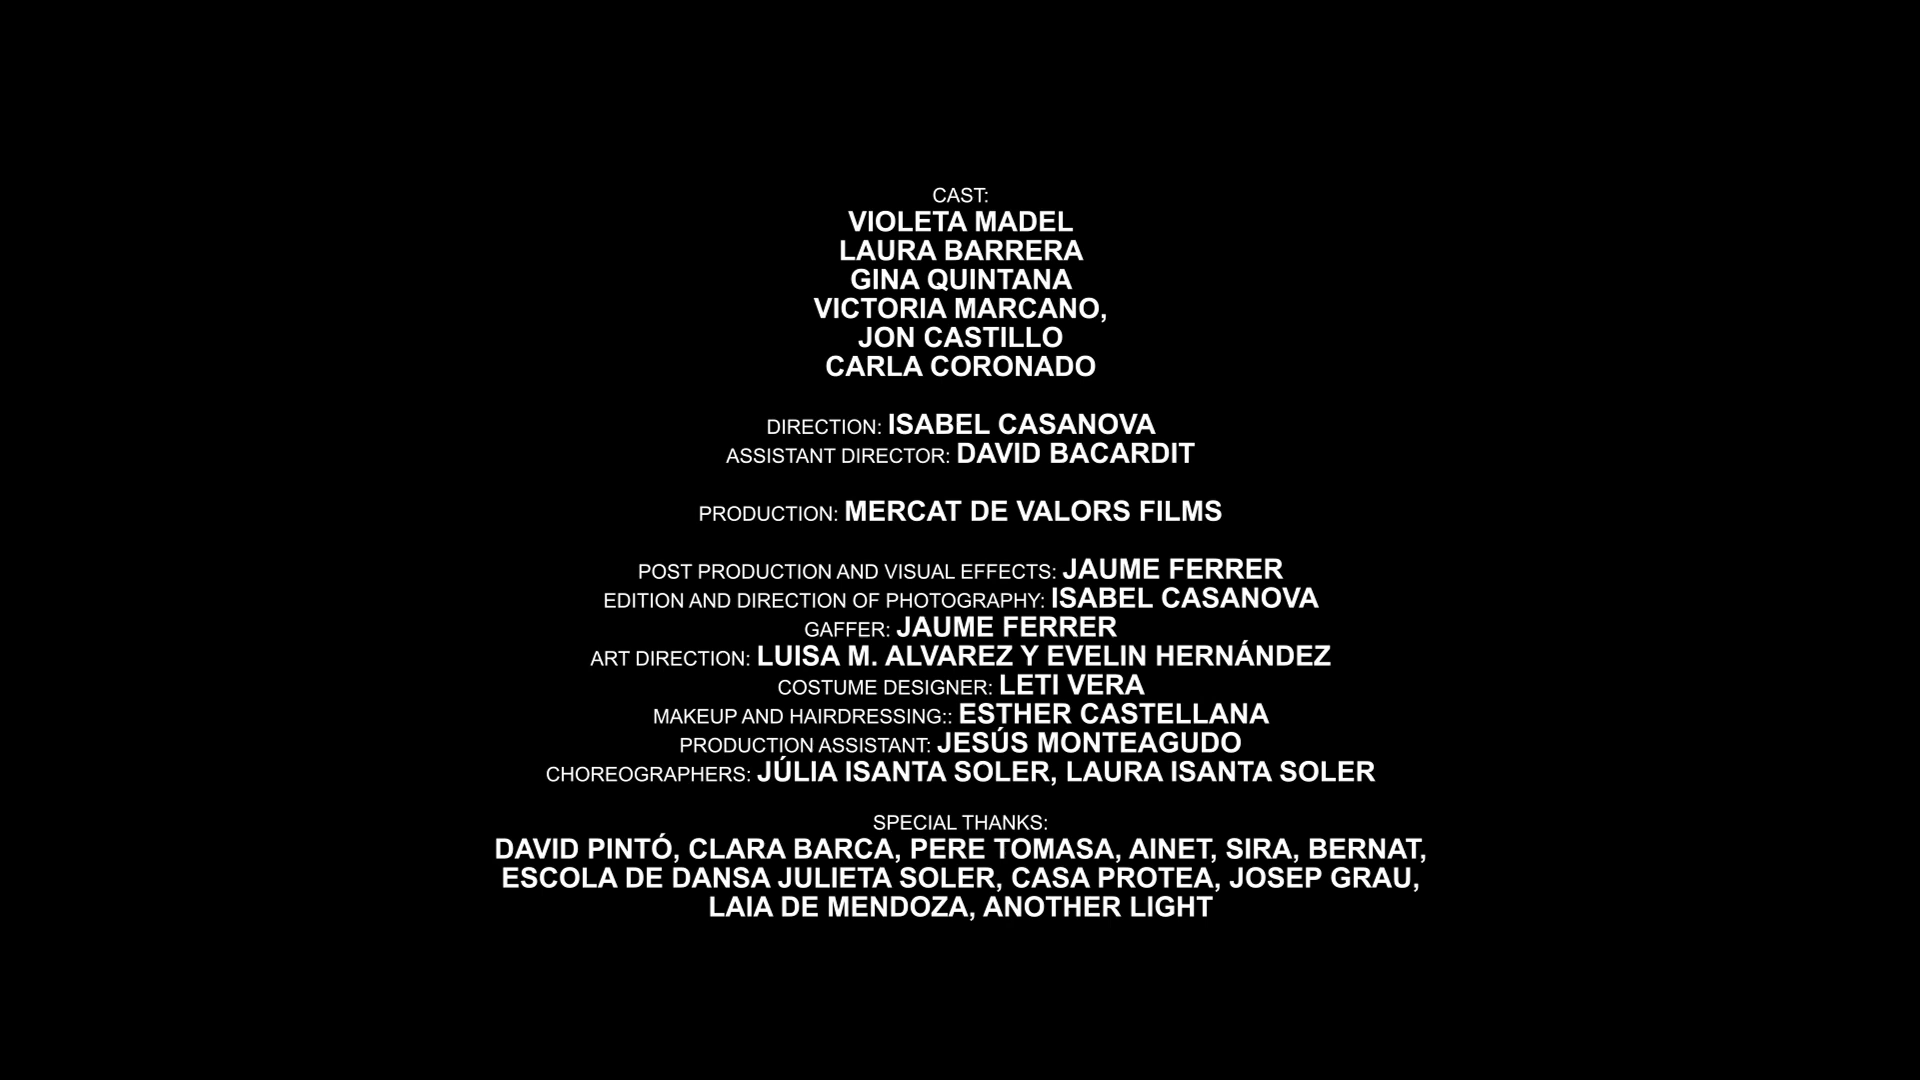 CAST:
VIOLETA MADEL
LAURA BARRERA
GINA QUINTANA
VICTORIA MARCANO,
JON CASTILLO
CARLA CORONADO
DIRECTION: ISABEL CASANOVA
ASSISTANT DIRECTOR: DAVID BACARDIT
PRODUCTION: MERCAT DE VALORS FILMS
POST PRODUCTION AND VISUAL EFFECTS: JAUME FERRER
EDITION AND DIRECTION OF PHOTOGRAPHY: ISABEL CASANOVA
GAFFER: JAUME FERRER
ART DIRECTION: LUISA M. ALVAREZ Y EVELIN HERNÁNDEZ
COSTUME DESIGNER: LETI VERA
MAKEUP AND HAIRDRESSING:: ESTHER CASTELLANA
PRODUCTION ASSISTANT: JESÚS MONTEAGUDO
CHOREOGRAPHERS: JÚLIA ISANTA SOLER, LAURA ISANTA SOLER
SPECIAL THANKS:
DAVID PINTÓ, CLARA BARCA, PERE TOMASA, AINET, SIRA, BERNAT,
ESCOLA DE DANSA JULIETA SOLER, CASA PROTEA, JOSEP GRAU,
LAIA DE MENDOZA, ANOTHER LIGHT